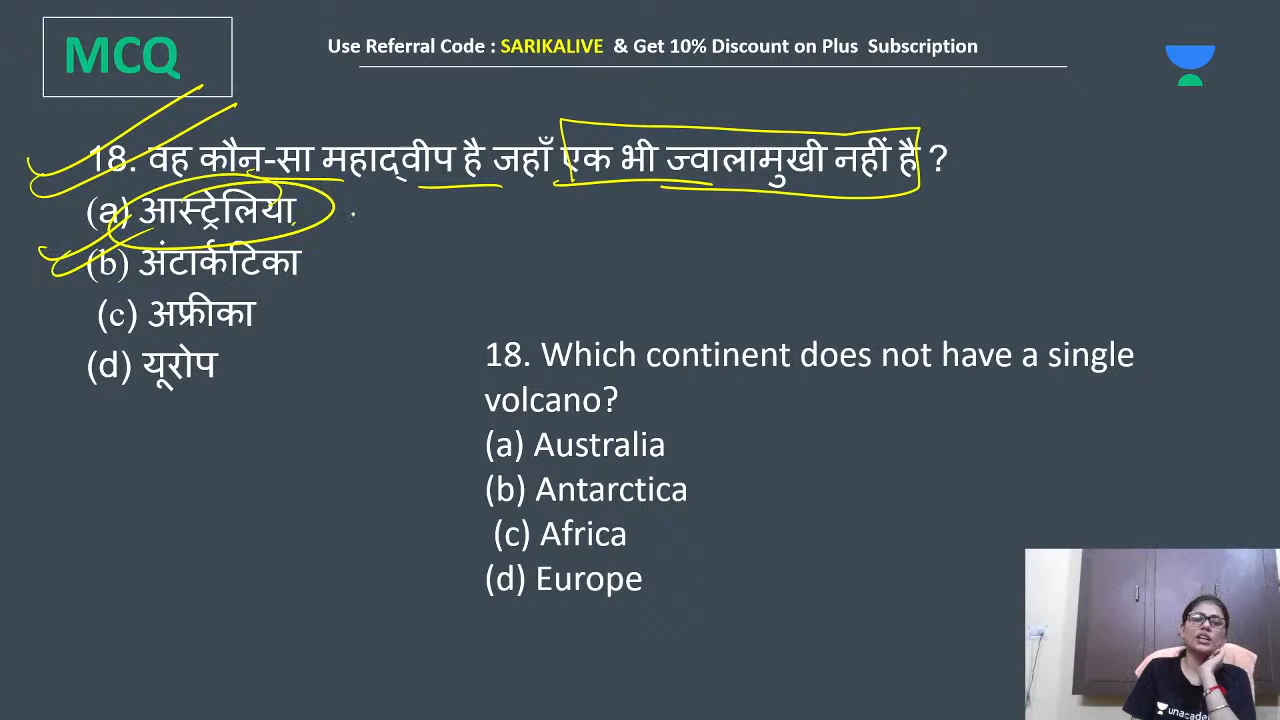 MCQ
Use Referral Code : SARIKALIVE & Get 10% Discount on Plus Subscription
18. वह कौन-सा महाद्वीप है जहाँ एक भी ज्वालामुखी नहीं है ?
(a) आस्ट्रेलिया
(b) अंटार्कटिका
(c) अफ्रीका
(d) यूरोप
18. Which continent does not have a single
volcano?
(a) Australia
(b) Antarctica
(c) Africa
(d) Europe